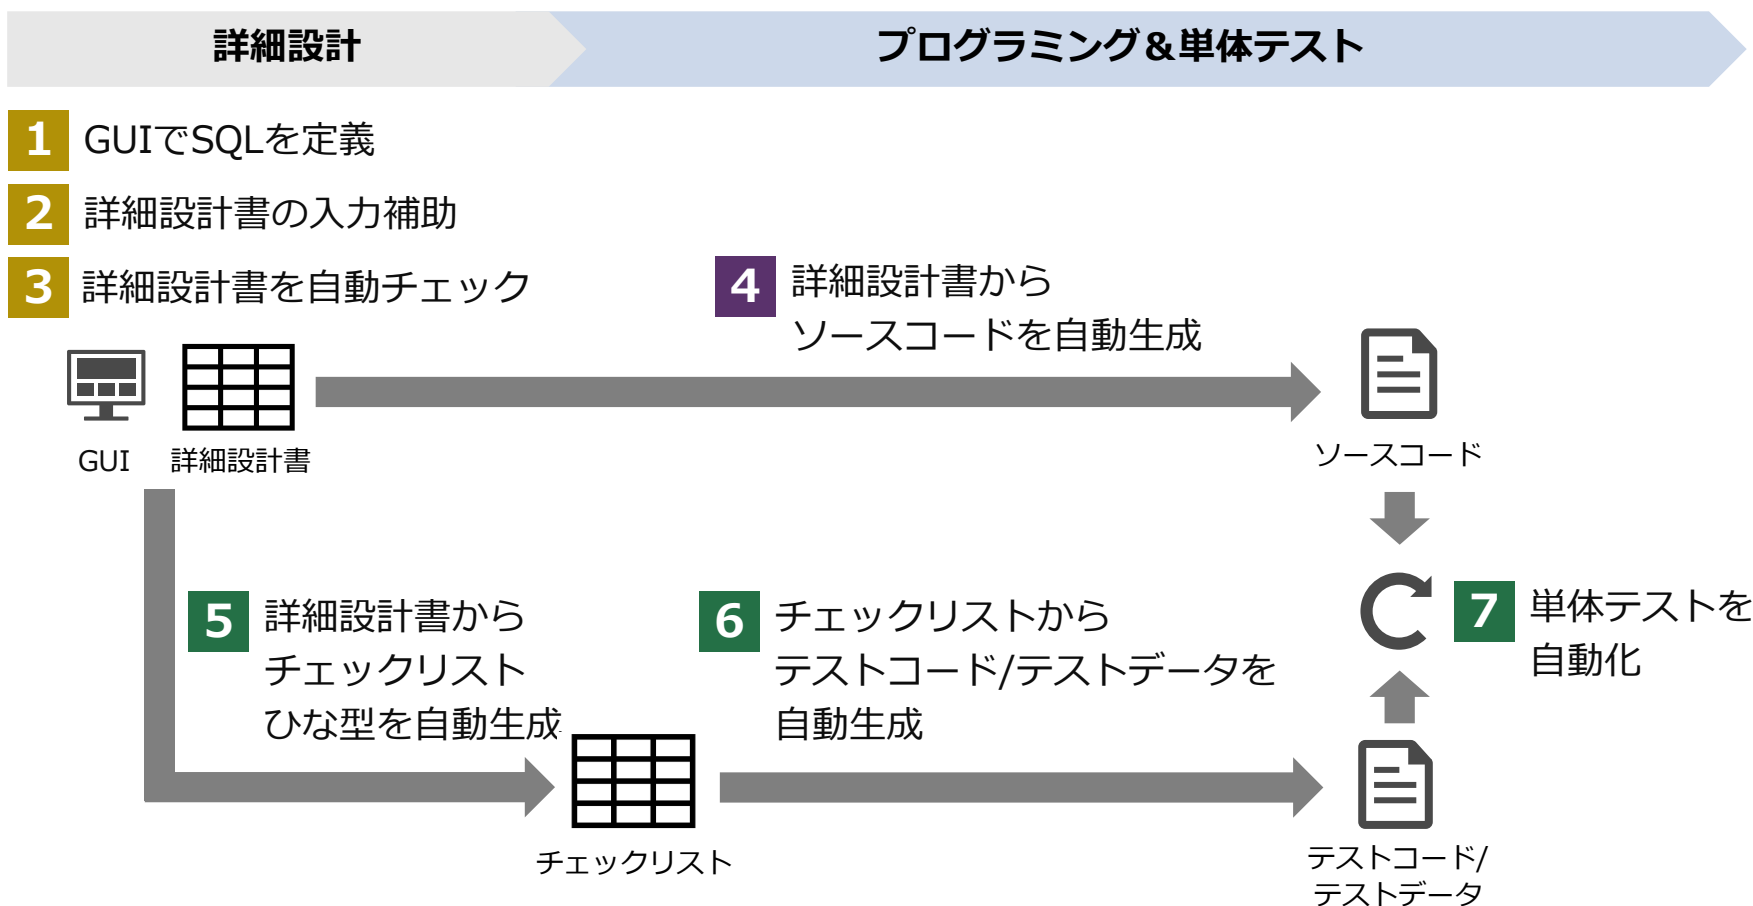 詳細設計
プログラミング&単体テスト
1 GUIでSQLを定義
2 詳細設計書の入力補助
3 詳細設計書を自動チェック
4 詳細設計書から
ソースコードを自動生成
GUI
詳細設計書
ソースコード
5 詳細設計書から
チェックリスト
ひな型を自動生成
6 チェックリストから
テストコード/テストデータを
自動生成
7 単体テストを
自動化
チェックリスト
テストコード/
テストデータ